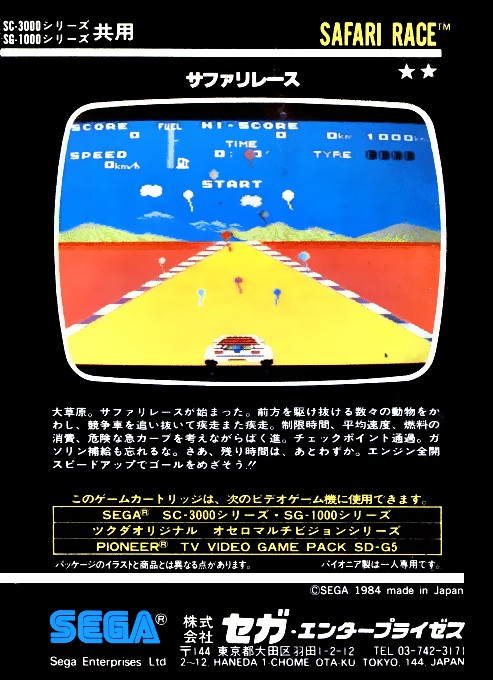 SC-3000シリーズ
SG-1000シリーズ 共用
SAFARI RACE™
サファリレース
★★
SCORE FUEL HI-SCORE
0 0 0km 1000km
TIME
SPEED 0: 0 TYRE
0km/h
START
大草原。サファリレースが始まった。前方を駆け抜ける数々の動物をか
わし、競争車を追い抜いて疾走また疾走。制限時間、平均速度、燃料の
消費、危険な急カーブを考えながらばく進。チェックポイント通過。ガ
ソリン補給も忘れるな。さあ、残り時間は、あとわずか。エンジン全開
スピードアップでゴールをめざそう!!
このゲームカートリッジは、次のビデオゲーム機に使用できます。
SEGA® SC-3000シリーズ・SG-1000シリーズ
ツクダオリジナル オセロマルチビジョンシリーズ
PIONEER® TV VIDEO GAME PACK SD-G5
パッケージのイラストと商品とは異なる点があります。 パイオニア製は一人専用です。
©SEGA 1984 made in Japan
SEGA® 株式会社 セガ・エンタープライゼス
〒144 東京都大田区羽田1-2-12 TEL 03-742-3171
Sega Enterprises Ltd 2~12, HANEDA 1-CHOME, OTA-KU TOKYO, 144, JAPAN